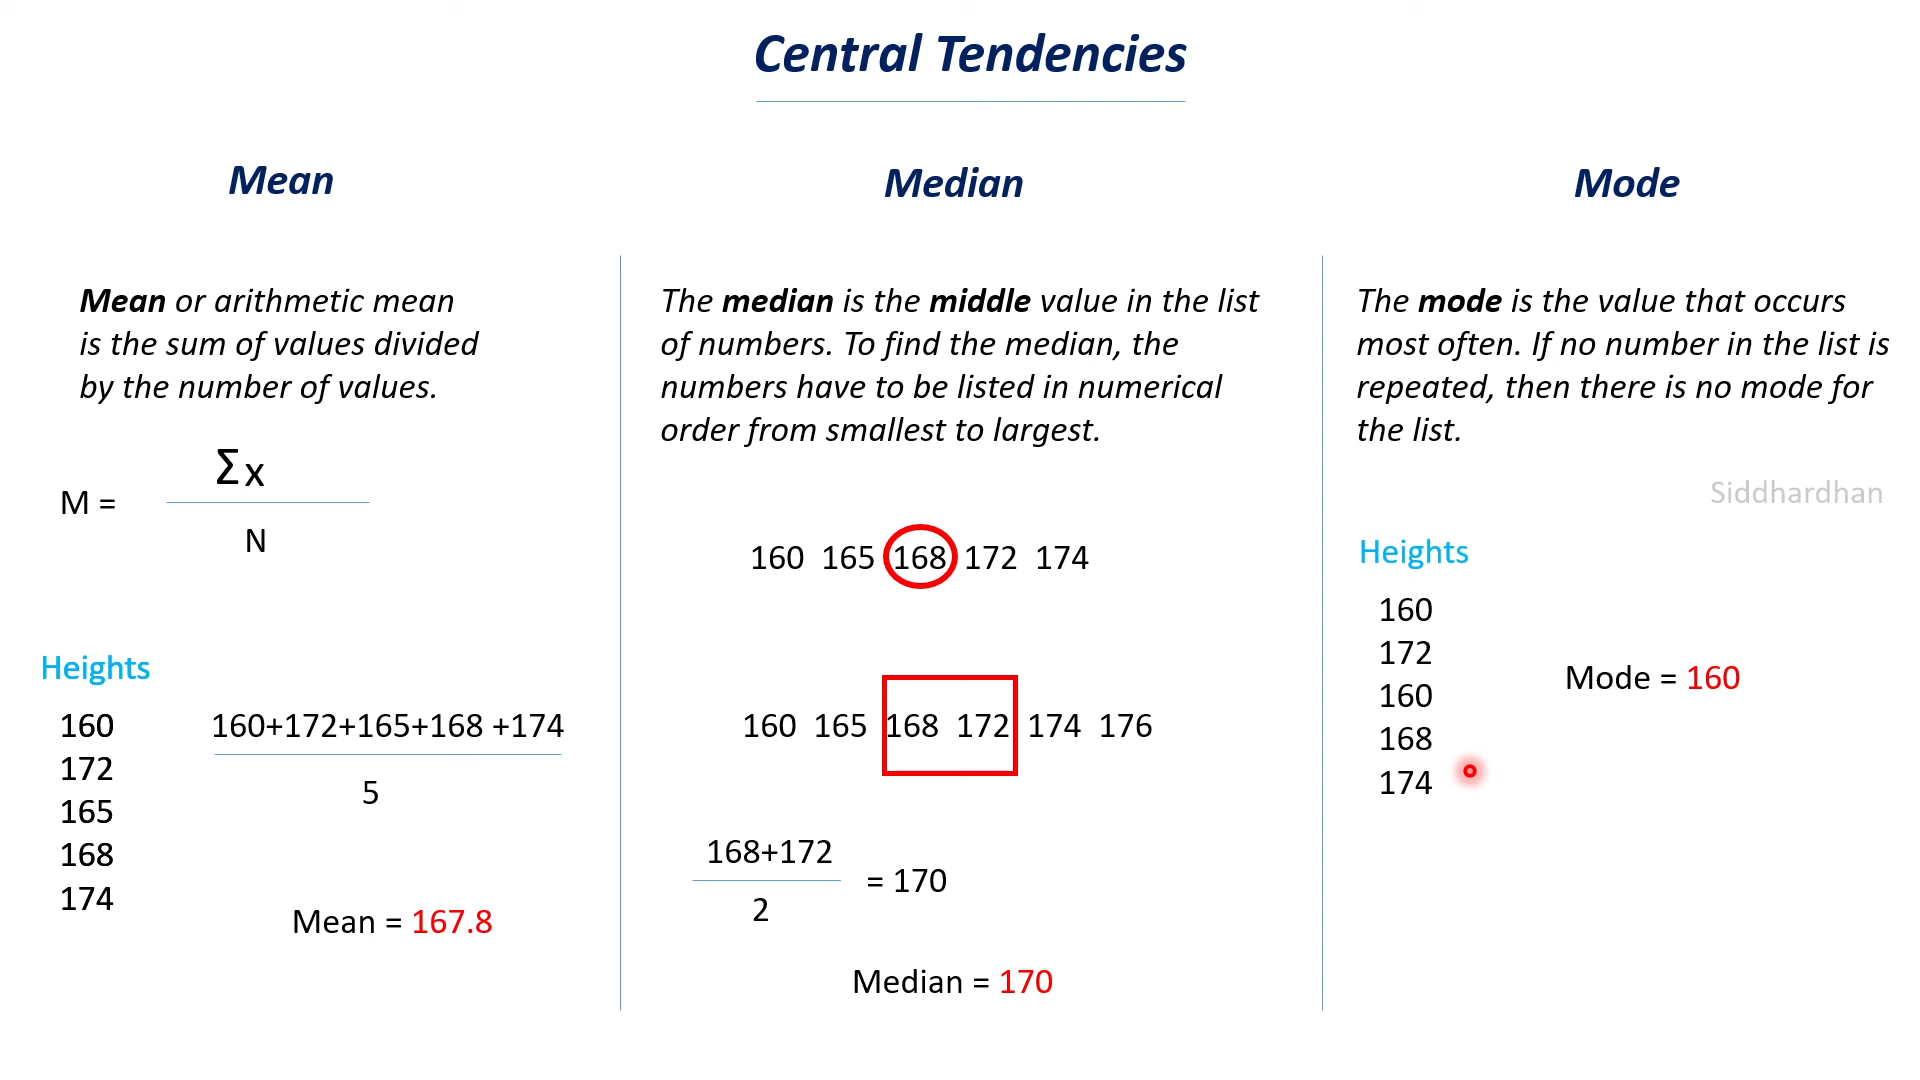 Central Tendencies
Mean
Mean or arithmetic mean
is the sum of values divided
by the number of values.
Σ x
M =
N
Heights
160
172
165
168
174
160+172+165+168 +174
5
Mean = 167.8
Median
The median is the middle value in the list
of numbers. To find the median, the
numbers have to be listed in numerical
order from smallest to largest.
160 165 168 172 174
160 165 168 172 174 176
168+172
2
= 170
Median = 170
Mode
The mode is the value that occurs
most often. If no number in the list is
repeated, then there is no mode for
the list.
Siddhardhan
Heights
160
172
160
168
174
Mode = 160